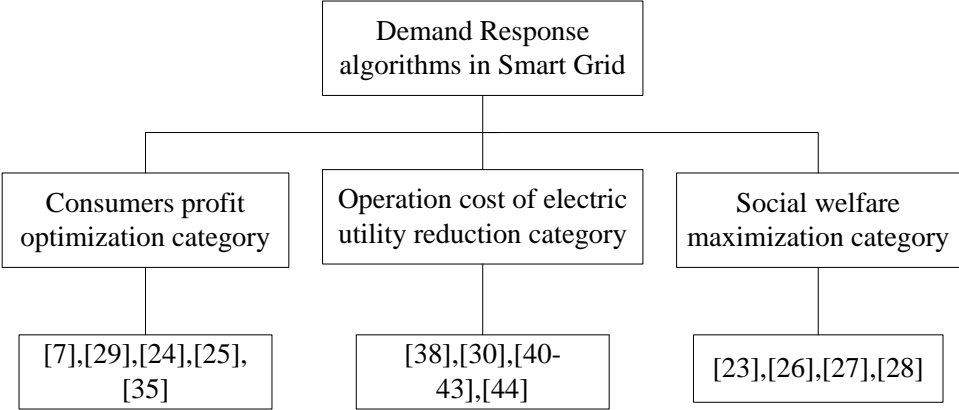 Demand Response
algorithms in Smart Grid
Consumers profit
optimization category
Operation cost of electric
utility reduction category
Social welfare
maximization category
[7],[29],[24],[25],
[35]
[38],[30],[40-
43],[44]
[23],[26],[27],[28]